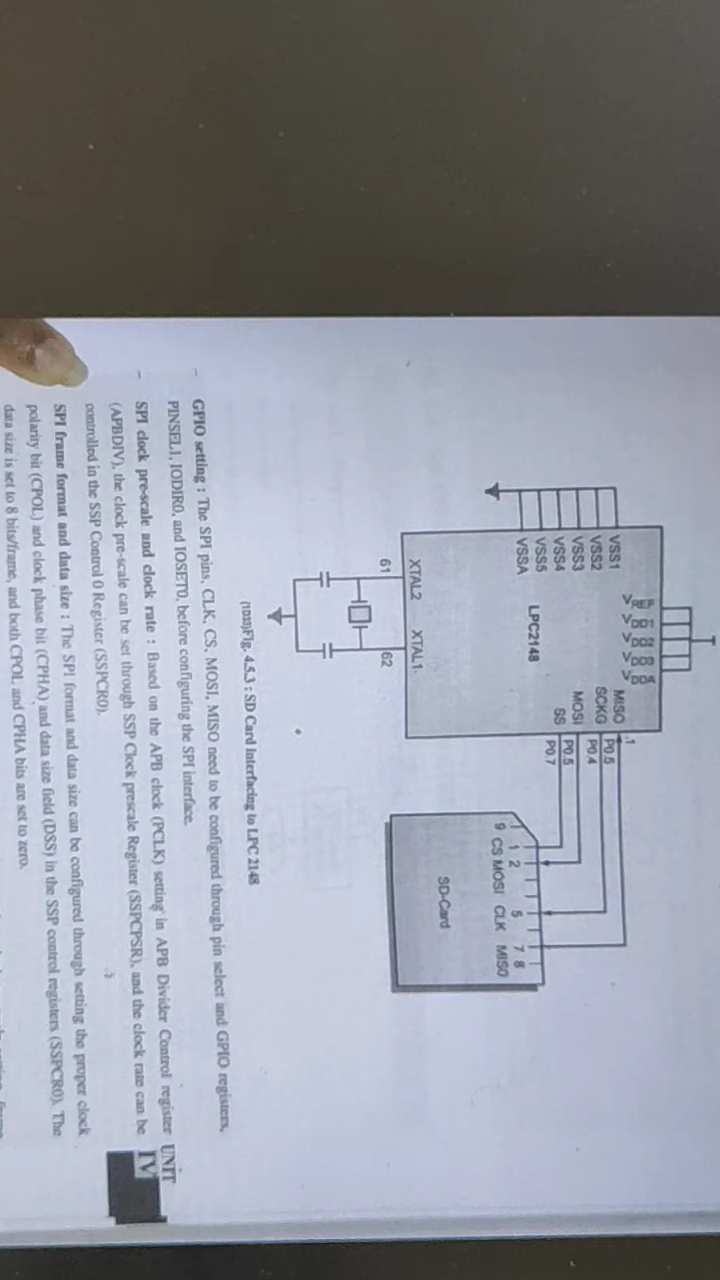 VREF VDD1 VDD2 VDD3 VDD4
VSS1
VSS2
VSS3
VSS4
VSS5
VSSA
LPC2148
MISO
SCKG
MOSI
SS
P0.5
P0.4
P0.5
P0.7
XTAL2 XTAL1
61 62
9 1 2 5 7 8
CS MOSI CLK MISO
SD-Card
(1D33)Fig. 4.5.3 : SD Card Interfacing to LPC 2148
– GPIO setting : The SPI pins, CLK, CS, MOSI, MISO need to be configured through pin select and GPIO registers,
PINSEL1, IODIR0, and IOSET0, before configuring the SPI interface.
– SPI clock pre-scale and clock rate : Based on the APB clock (PCLK) setting in APB Divider Control register
(APBDIV), the clock pre-scale can be set through SSP Clock prescale Register (SSPCPSR), and the clock rate can be
controlled in the SSP Control 0 Register (SSPCR0).
UNIT
IV
SPI frame format and data size : The SPI format and data size can be configured through setting the proper clock
polarity bit (CPOL) and clock phase bit (CPHA) and data size field (DSS) in the SSP control registers (SSPCR0). The
data size is set to 8 bits/frame, and both CPOL and CPHA bits are set to zero.